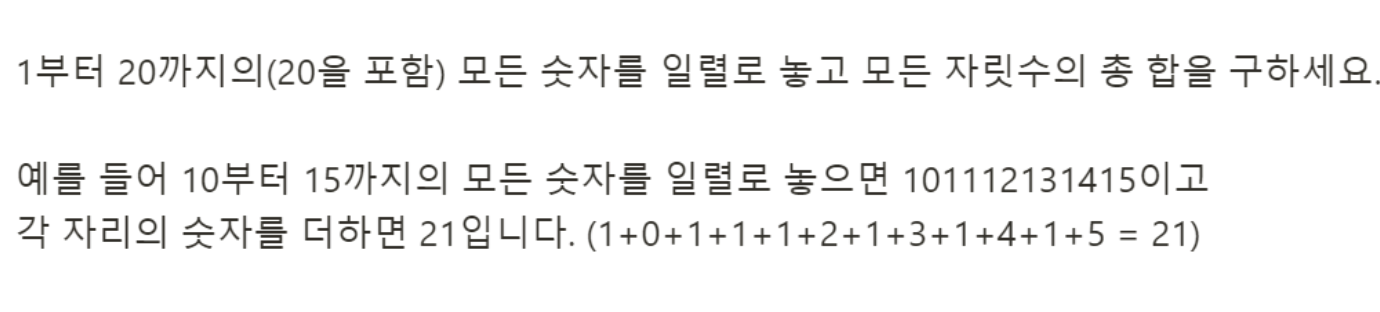 1부터 20까지의(20을 포함) 모든 숫자를 일렬로 놓고 모든 자릿수의 총 합을 구하세요.
예를 들어 10부터 15까지의 모든 숫자를 일렬로 놓으면 101112131415이고
각 자리의 숫자를 더하면 21입니다. (1+0+1+1+1+2+1+3+1+4+1+5 = 21)